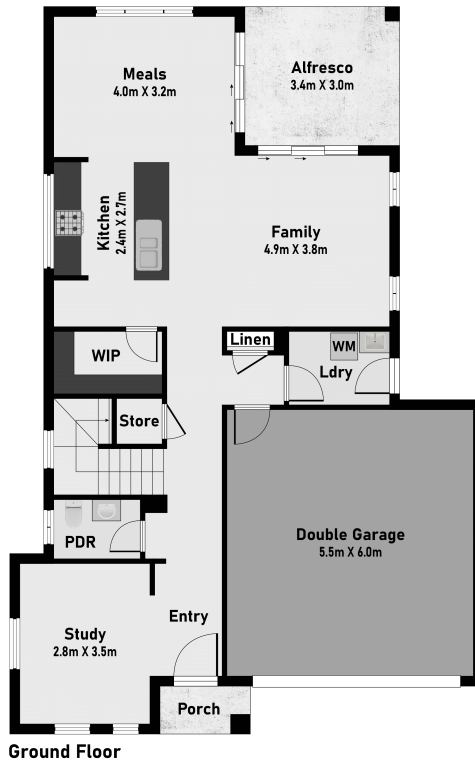 Meals
4.0m X 3.2m
Alfresco
3.4m X 3.0m
Kitchen
2.4m X 2.7m
Family
4.9m X 3.8m
WIP
Linen
WM
Ldry
Store
PDR
Double Garage
5.5m X 6.0m
Entry
Study
2.8m X 3.5m
Porch
Ground Floor